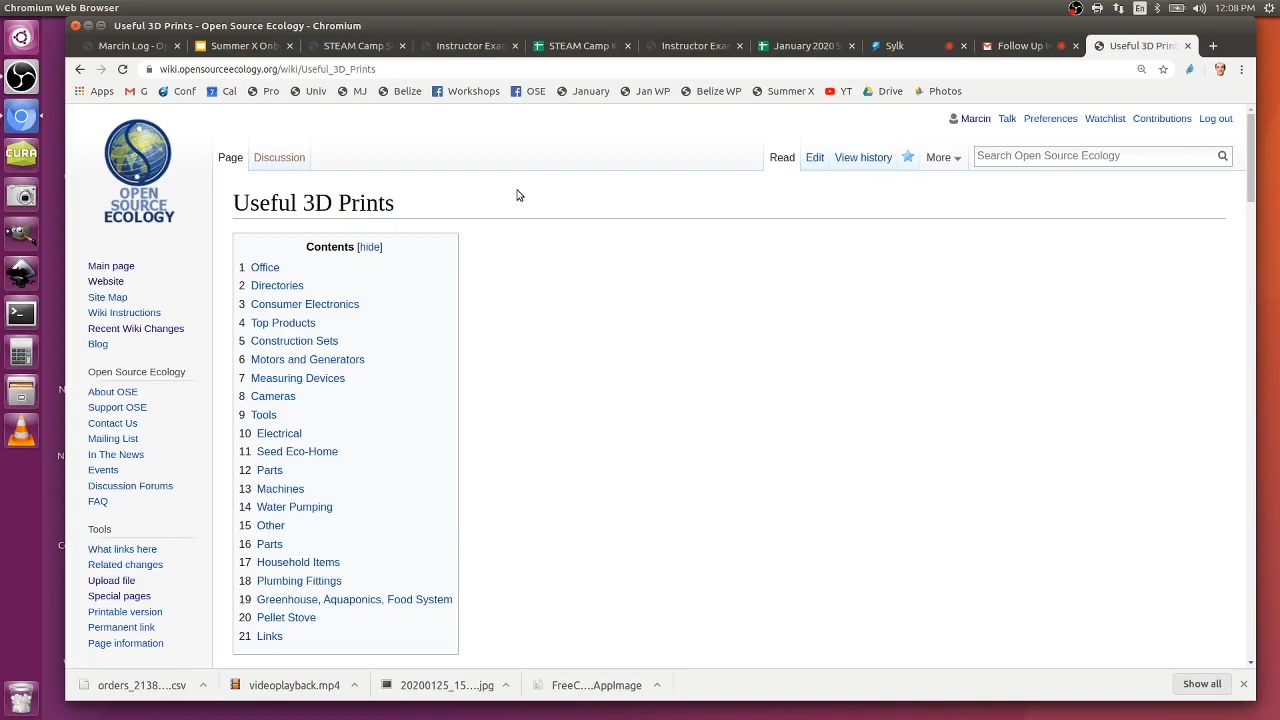 Chromium Web Browser
En
12:08 PM
Useful 3D Prints - Open Source Ecology - Chromium
Marcin Log - O
Summer X Onb
STEAM Camp S
Instructor Exa
STEAM Camp K
Instructor Exa
January 2020 S
Sylk
Follow Up I
Useful 3D Prin
wiki.opensourceecology.org/wiki/Useful_3D_Prints
Apps
G
Conf
Cal
Pro
Univ
MJ
Belize
Workshops
OSE
January
Jan WP
Belize WP
Summer X
YT
Drive
Photos
Marcin
Talk
Preferences
Watchlist
Contributions
Log out
OPEN
SOURCE
ECOLOGY
Page
Discussion
Read
Edit
View history
More
Search Open Source Ecology
Useful 3D Prints
Contents [hide]
1 Office
2 Directories
3 Consumer Electronics
4 Top Products
5 Construction Sets
6 Motors and Generators
7 Measuring Devices
8 Cameras
9 Tools
10 Electrical
11 Seed Eco-Home
12 Parts
13 Machines
14 Water Pumping
15 Other
16 Parts
17 Household Items
18 Plumbing Fittings
19 Greenhouse, Aquaponics, Food System
20 Pellet Stove
21 Links
Main page
Website
Site Map
Wiki Instructions
Recent Wiki Changes
Blog
Open Source Ecology
About OSE
Support OSE
Contact Us
Mailing List
In The News
Events
Discussion Forums
FAQ
Tools
What links here
Related changes
Upload file
Special pages
Printable version
Permanent link
Page information
CURA
orders_2138....csv
videoplayback.mp4
20200125_15....jpg
FreeC...AppImage
Show all